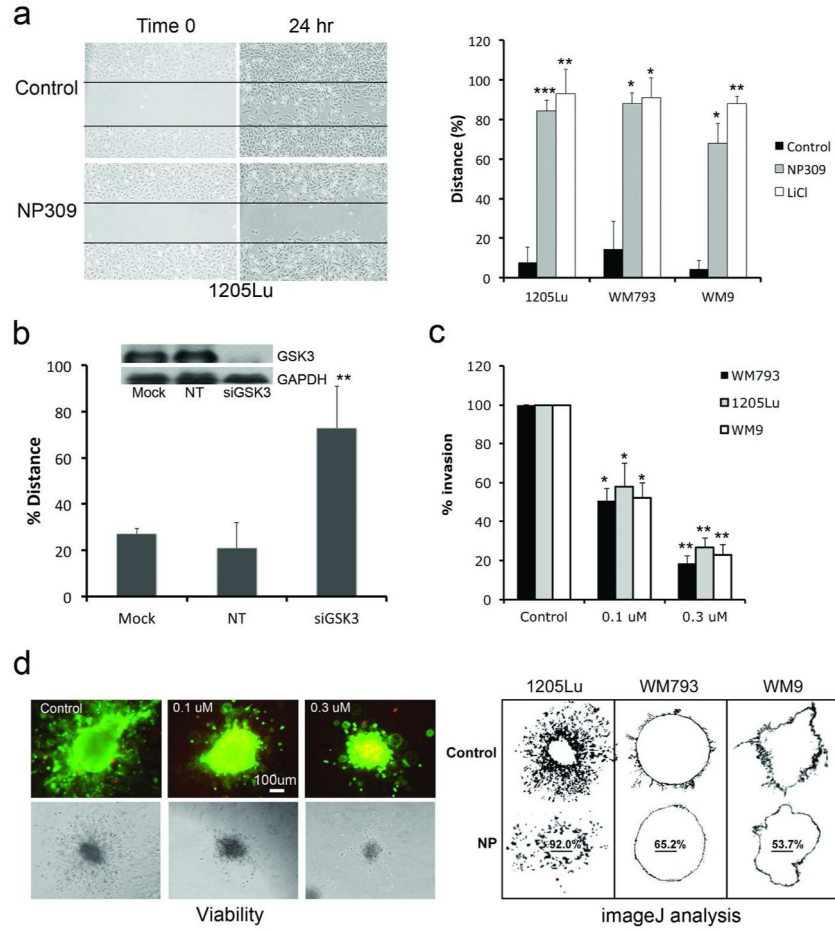 a
Time 0
24 hr
Control
NP309
1205Lu
Distance (%)
120
100
80
60
40
20
0
***
**
*
*
*
**
1205Lu
WM793
WM9
Control
NP309
LiCl
b
% Distance
100
80
60
40
20
0
GSK3
GAPDH
Mock
NT
siGSK3
**
Mock
NT
siGSK3
c
% invasion
120
100
80
60
40
20
0
*
*
*
**
**
**
Control
0.1 uM
0.3 uM
WM793
1205Lu
WM9
d
Control
0.1 uM
0.3 uM
100um
Viability
1205Lu
WM793
WM9
Control
NP
92.0%
65.2%
53.7%
imageJ analysis